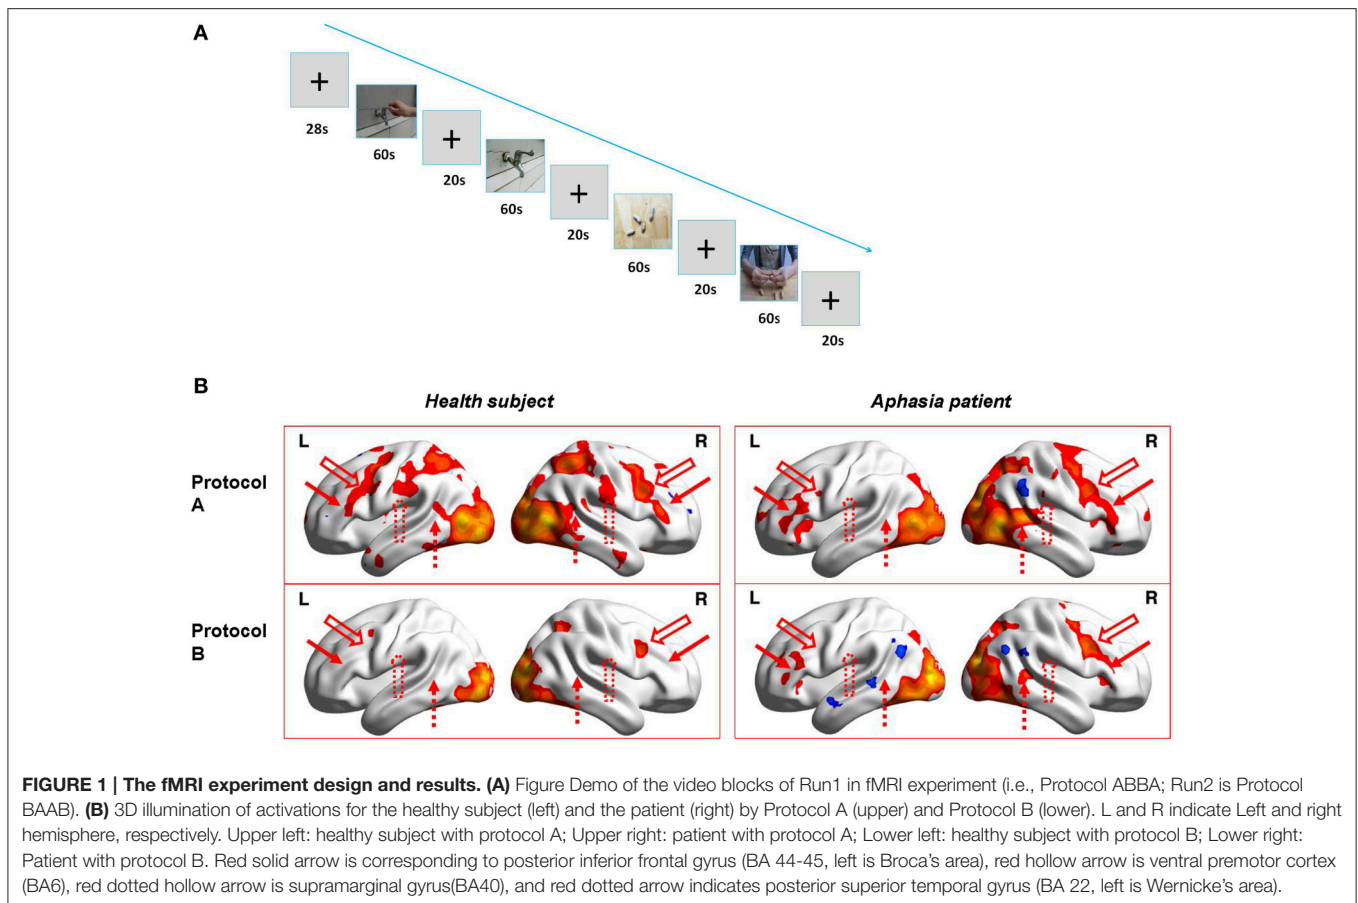 A
28s
60s
20s
60s
20s
60s
20s
60s
20s
B
Health subject
Aphasia patient
L
R
L
R
Protocol
A
L
R
L
R
Protocol
B
FIGURE 1 | The fMRI experiment design and results. (A) Figure Demo of the video blocks of Run1 in fMRI experiment (i.e., Protocol ABBA; Run2 is Protocol
BAAB). (B) 3D illumination of activations for the healthy subject (left) and the patient (right) by Protocol A (upper) and Protocol B (lower). L and R indicate Left and right
hemisphere, respectively. Upper left: healthy subject with protocol A; Upper right: patient with protocol A; Lower left: healthy subject with protocol B; Lower right:
Patient with protocol B. Red solid arrow is corresponding to posterior inferior frontal gyrus (BA 44-45, left is Broca's area), red hollow arrow is ventral premotor cortex
(BA6), red dotted hollow arrow is supramarginal gyrus(BA40), and red dotted arrow indicates posterior superior temporal gyrus (BA 22, left is Wernicke's area).